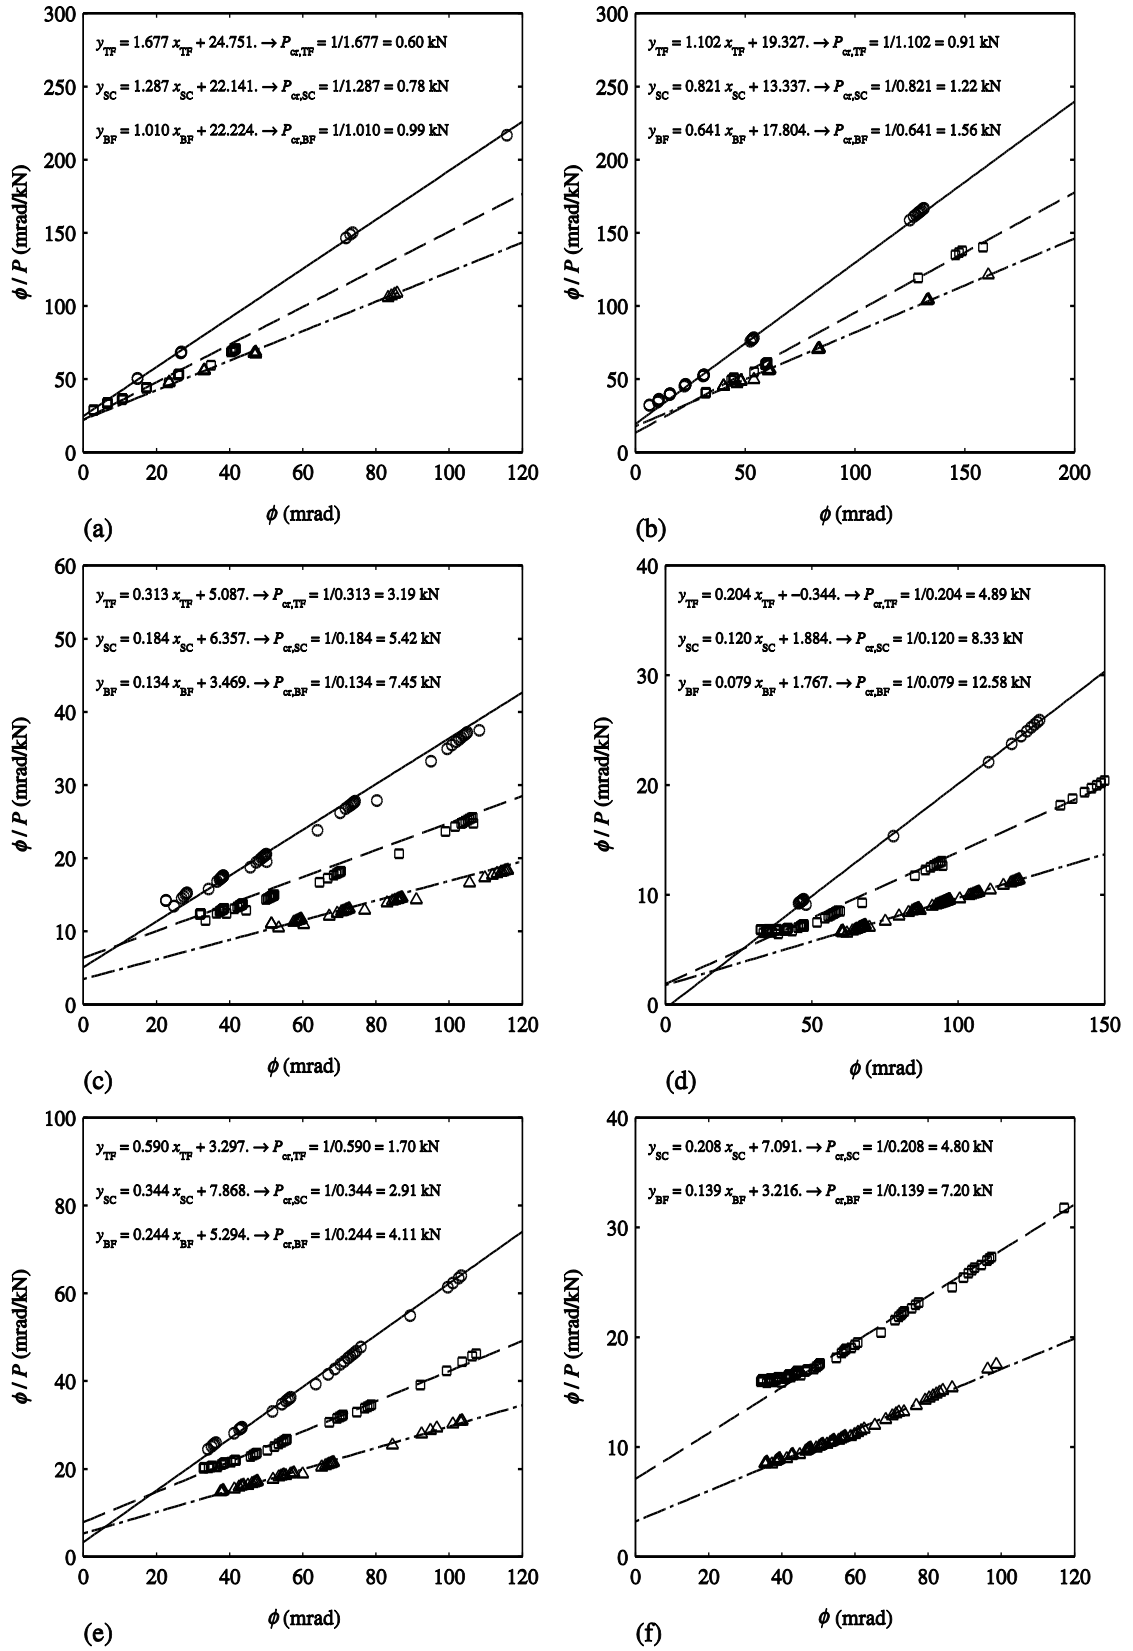 300
250
200
150
100
50
0
ϕ / P (mrad/kN)
y_TF = 1.677 x_TF + 24.751. → P_cr,TF = 1/1.677 = 0.60 kN
y_SC = 1.287 x_SC + 22.141. → P_cr,SC = 1/1.287 = 0.78 kN
y_BF = 1.010 x_BF + 22.224. → P_cr,BF = 1/1.010 = 0.99 kN
0 20 40 60 80 100 120
ϕ (mrad)
(a)
300
250
200
150
100
50
0
ϕ / P (mrad/kN)
y_TF = 1.102 x_TF + 19.327. → P_cr,TF = 1/1.102 = 0.91 kN
y_SC = 0.821 x_SC + 13.337. → P_cr,SC = 1/0.821 = 1.22 kN
y_BF = 0.641 x_BF + 17.804. → P_cr,BF = 1/0.641 = 1.56 kN
0 50 100 150 200
ϕ (mrad)
(b)
60
50
40
30
20
10
0
ϕ / P (mrad/kN)
y_TF = 0.313 x_TF + 5.087. → P_cr,TF = 1/0.313 = 3.19 kN
y_SC = 0.184 x_SC + 6.357. → P_cr,SC = 1/0.184 = 5.42 kN
y_BF = 0.134 x_BF + 3.469. → P_cr,BF = 1/0.134 = 7.45 kN
0 20 40 60 80 100 120
ϕ (mrad)
(c)
40
30
20
10
0
ϕ / P (mrad/kN)
y_TF = 0.204 x_TF + −0.344. → P_cr,TF = 1/0.204 = 4.89 kN
y_SC = 0.120 x_SC + 1.884. → P_cr,SC = 1/0.120 = 8.33 kN
y_BF = 0.079 x_BF + 1.767. → P_cr,BF = 1/0.079 = 12.58 kN
0 50 100 150
ϕ (mrad)
(d)
100
80
60
40
20
0
ϕ / P (mrad/kN)
y_TF = 0.590 x_TF + 3.297. → P_cr,TF = 1/0.590 = 1.70 kN
y_SC = 0.344 x_SC + 7.868. → P_cr,SC = 1/0.344 = 2.91 kN
y_BF = 0.244 x_BF + 5.294. → P_cr,BF = 1/0.244 = 4.11 kN
0 20 40 60 80 100 120
ϕ (mrad)
(e)
40
30
20
10
0
ϕ / P (mrad/kN)
y_SC = 0.208 x_SC + 7.091. → P_cr,SC = 1/0.208 = 4.80 kN
y_BF = 0.139 x_BF + 3.216. → P_cr,BF = 1/0.139 = 7.20 kN
0 20 40 60 80 100 120
ϕ (mrad)
(f)